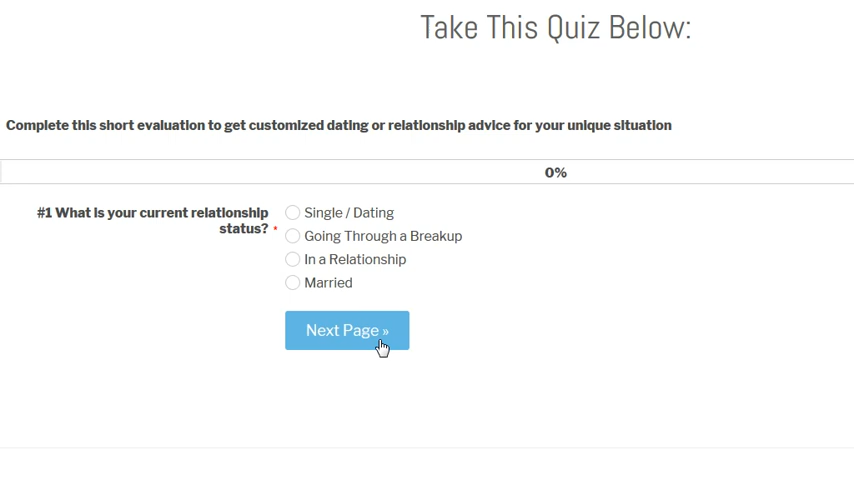 Take This Quiz Below:
Complete this short evaluation to get customized dating or relationship advice for your unique situation
0%
#1 What is your current relationship
status? *
Single / Dating
Going Through a Breakup
In a Relationship
Married
Next Page »